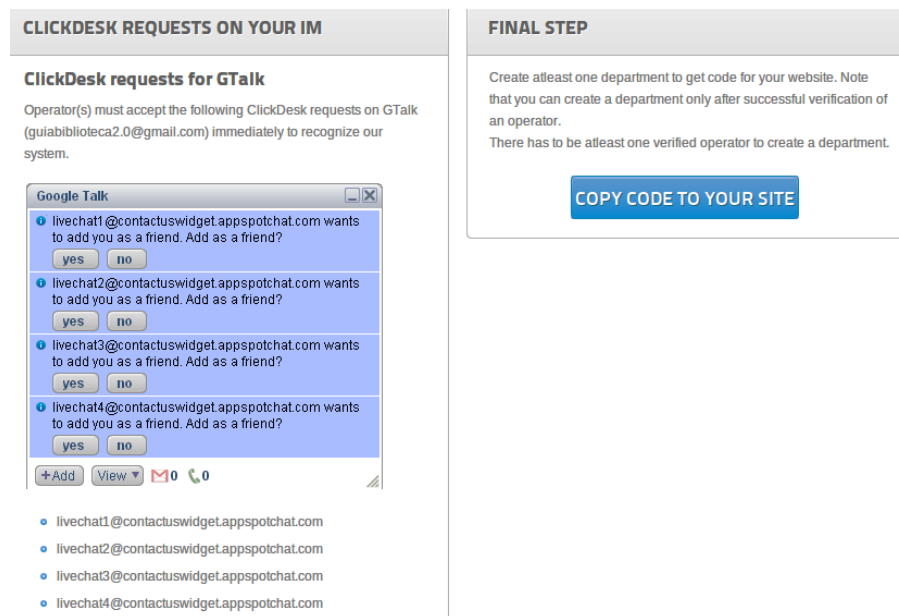 CLICKDESK REQUESTS ON YOUR IM
ClickDesk requests for GTalk
Operator(s) must accept the following ClickDesk requests on GTalk
(guiabiblioteca2.0@gmail.com) immediately to recognize our
system.
Google Talk
livechat1@contactuswidget.appspotchat.com wants
to add you as a friend. Add as a friend?
yes no
livechat2@contactuswidget.appspotchat.com wants
to add you as a friend. Add as a friend?
yes no
livechat3@contactuswidget.appspotchat.com wants
to add you as a friend. Add as a friend?
yes no
livechat4@contactuswidget.appspotchat.com wants
to add you as a friend. Add as a friend?
yes no
+Add View 0 0
livechat1@contactuswidget.appspotchat.com
livechat2@contactuswidget.appspotchat.com
livechat3@contactuswidget.appspotchat.com
livechat4@contactuswidget.appspotchat.com
FINAL STEP
Create atleast one department to get code for your website. Note
that you can create a department only after successful verification of
an operator.
There has to be atleast one verified operator to create a department.
COPY CODE TO YOUR SITE